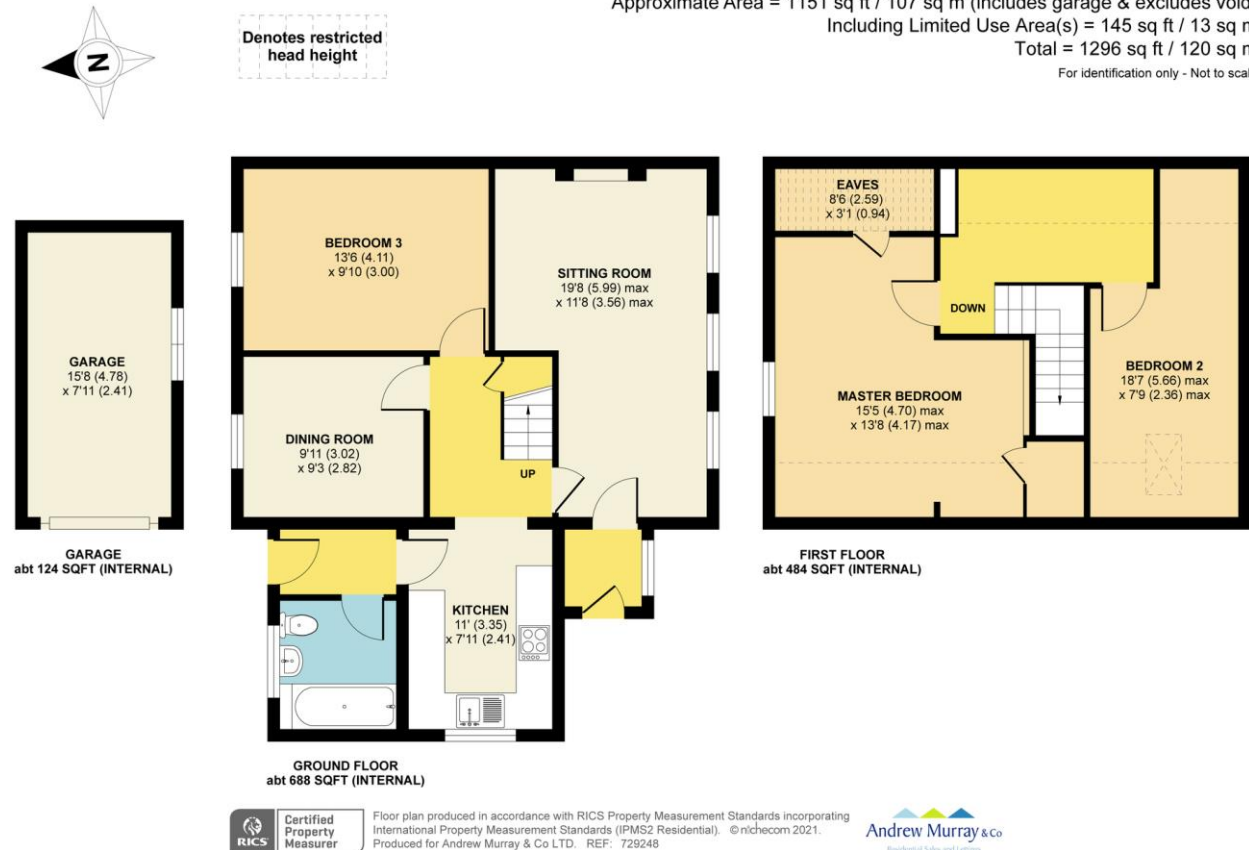 Approximate Area = 1151 sq ft / 107 sq m (includes garage & excludes void
Including Limited Use Area(s) = 145 sq ft / 13 sq m
Total = 1296 sq ft / 120 sq m
For identification only - Not to scale
N
Denotes restricted
head height
GARAGE
15'8 (4.78)
x 7'11 (2.41)
GARAGE
abt 124 SQFT (INTERNAL)
BEDROOM 3
13'6 (4.11)
x 9'10 (3.00)
SITTING ROOM
19'8 (5.99) max
x 11'8 (3.56) max
DINING ROOM
9'11 (3.02)
x 9'3 (2.82)
UP
KITCHEN
11' (3.35)
x 7'11 (2.41)
GROUND FLOOR
abt 688 SQFT (INTERNAL)
EAVES
8'6 (2.59)
x 3'1 (0.94)
DOWN
MASTER BEDROOM
15'5 (4.70) max
x 13'8 (4.17) max
BEDROOM 2
18'7 (5.66) max
x 7'9 (2.36) max
FIRST FLOOR
abt 484 SQFT (INTERNAL)
RICS
Certified
Property
Measurer
Floor plan produced in accordance with RICS Property Measurement Standards incorporating
International Property Measurement Standards (IPMS2 Residential). © nichecom 2021.
Produced for Andrew Murray & Co LTD. REF: 729248
Andrew Murray & Co
Residential Sales and Lettings